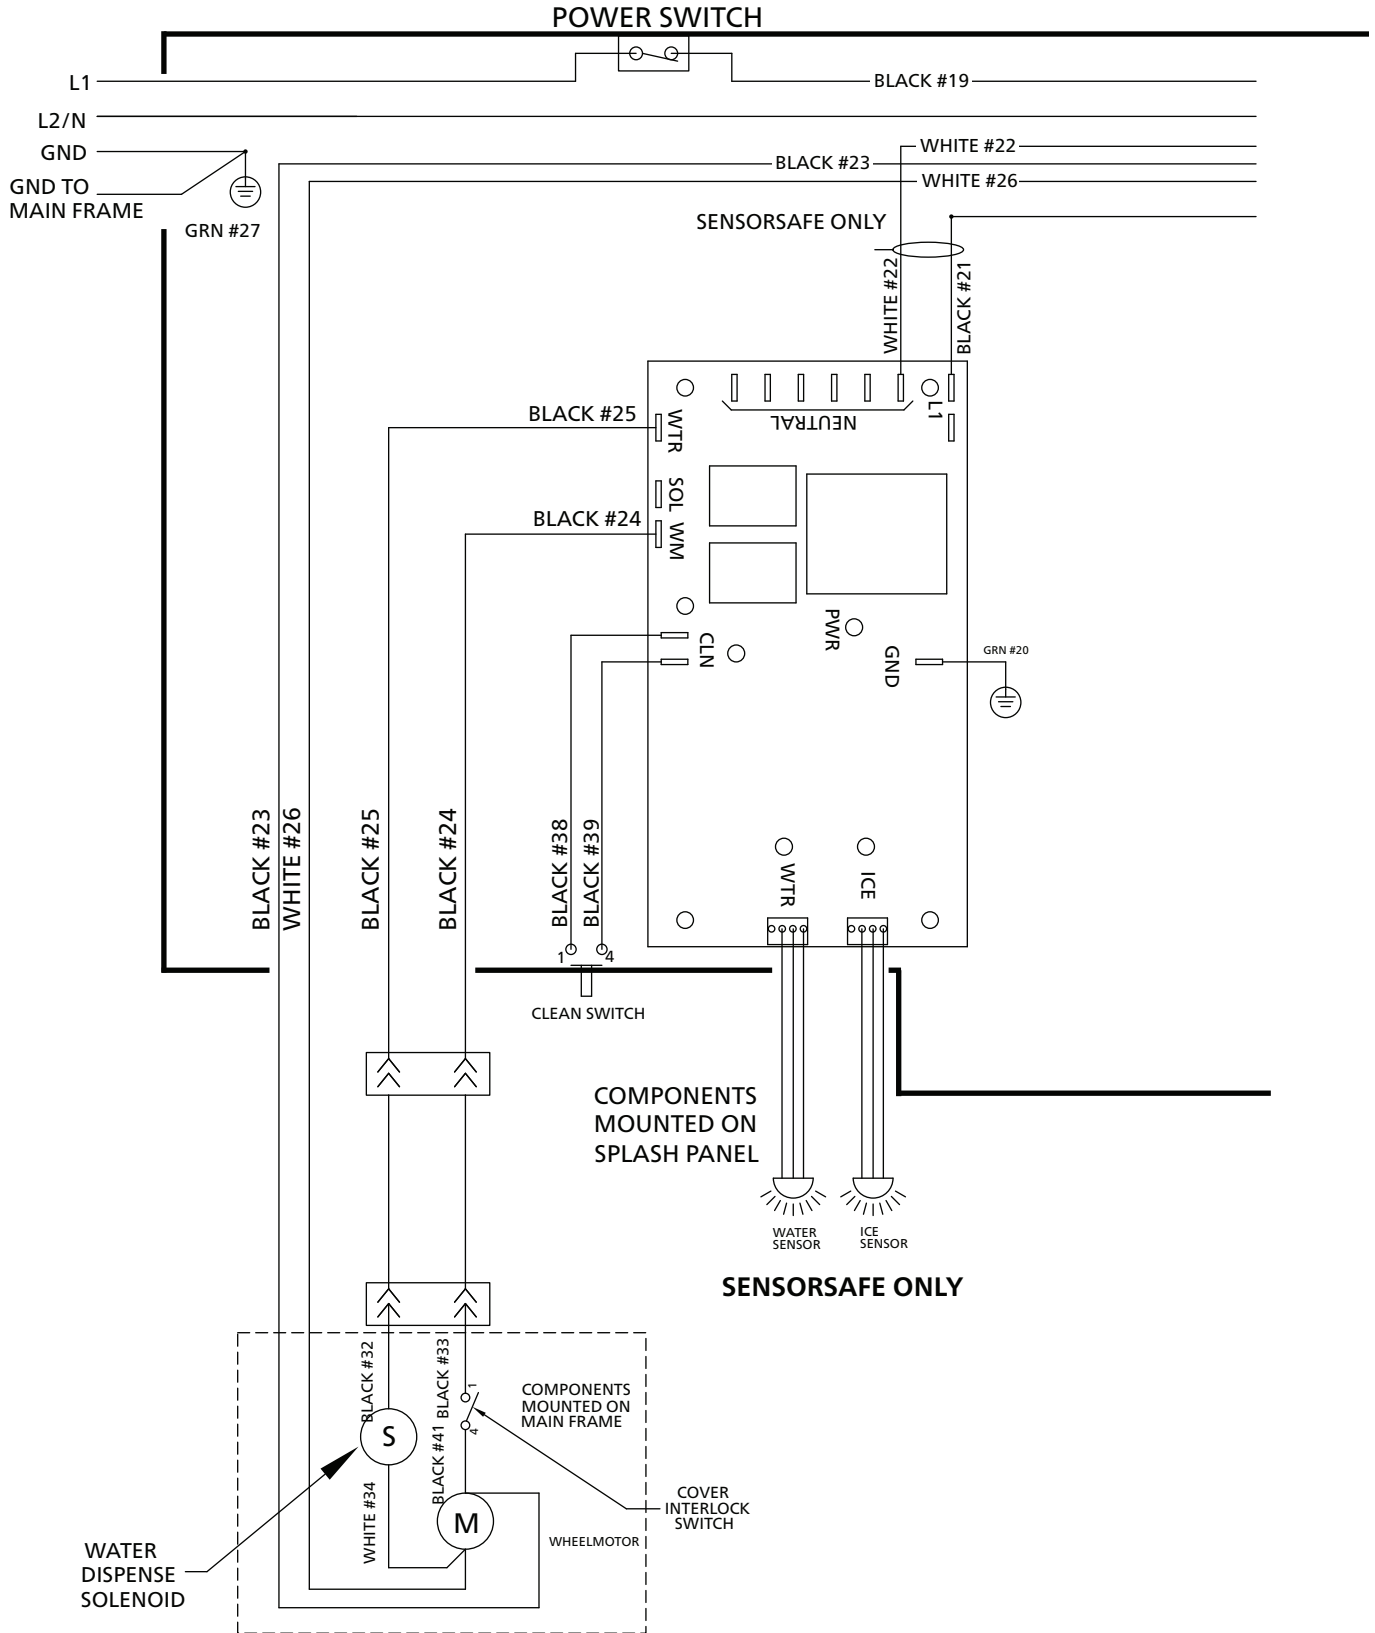 POWER SWITCH
L1
BLACK #19
L2/N
GND
WHITE #22
BLACK #23
WHITE #26
GND TO
MAIN FRAME
GRN #27
SENSORSAFE ONLY
WHITE #22
BLACK #21
BLACK #25
WTR
NEUTRAL
L1
SOL
BLACK #24
WM
CLN
PWR
GND
GRN #20
BLACK #23
WHITE #26
BLACK #25
BLACK #24
BLACK #38
BLACK #39
WTR
ICE
1
4
CLEAN SWITCH
COMPONENTS
MOUNTED ON
SPLASH PANEL
WATER
SENSOR
ICE
SENSOR
SENSORSAFE ONLY
BLACK #32
BLACK #33
1
4
COMPONENTS
MOUNTED ON
MAIN FRAME
S
BLACK #41
WHITE #34
M
WHEELMOTOR
COVER
INTERLOCK
SWITCH
WATER
DISPENSE
SOLENOID